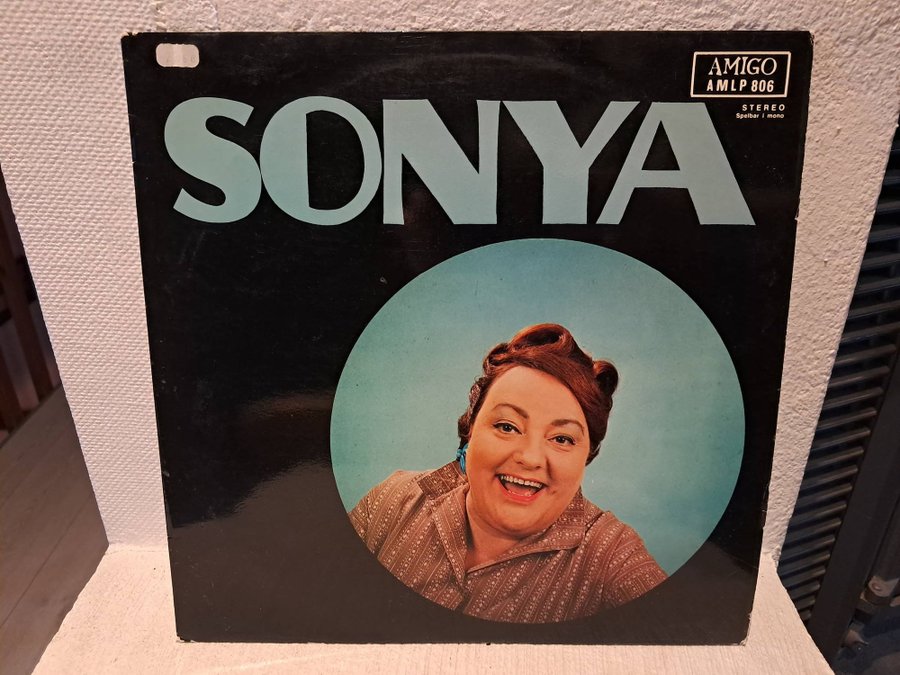 AMIGO
AMLP 806
STEREO
Spelbar i mono
SONYA